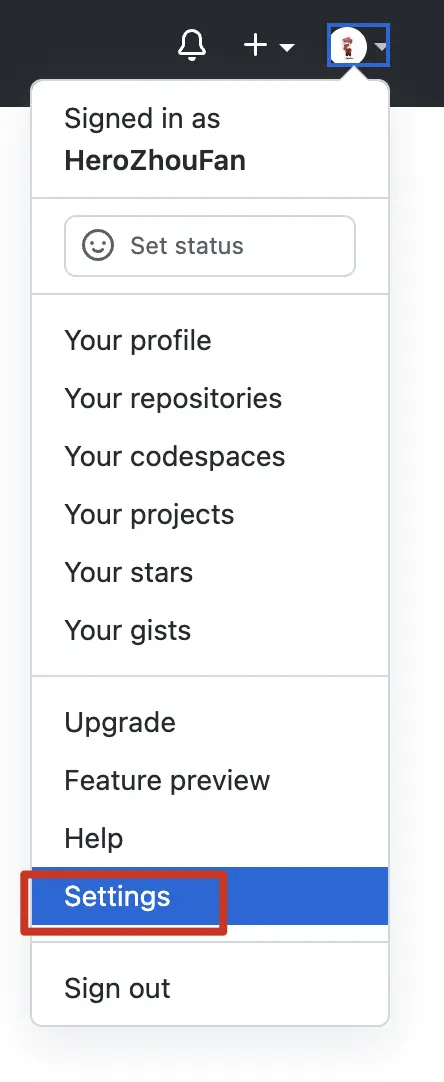 Signed in as
HeroZhouFan
Set status
Your profile
Your repositories
Your codespaces
Your projects
Your stars
Your gists
Upgrade
Feature preview
Help
Settings
Sign out